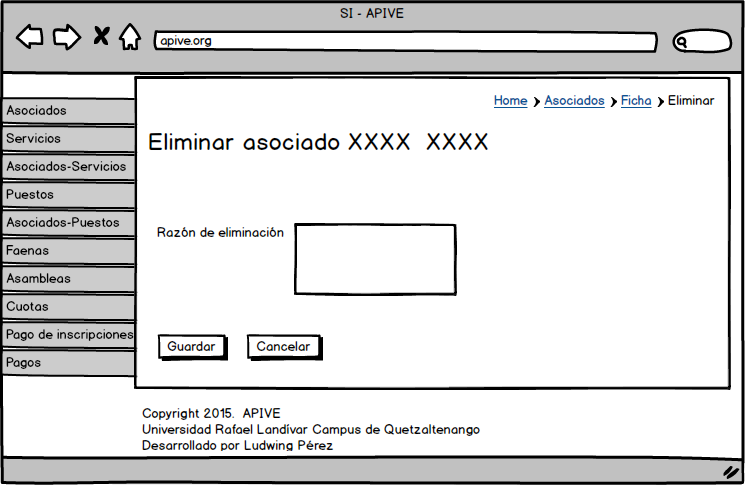 SI - APIVE
apive.org
Home Asociados Ficha Eliminar
Asociados
Servicios
Asociados-Servicios
Puestos
Asociados-Puestos
Faenas
Asambleas
Cuotas
Pago de inscripciones
Pagos
Eliminar asociado XXXX XXXX
Razón de eliminación
Guardar Cancelar
Copyright 2015. APIVE
Universidad Rafael Landívar Campus de Quetzaltenango
Desarrollado por Ludwing Pérez